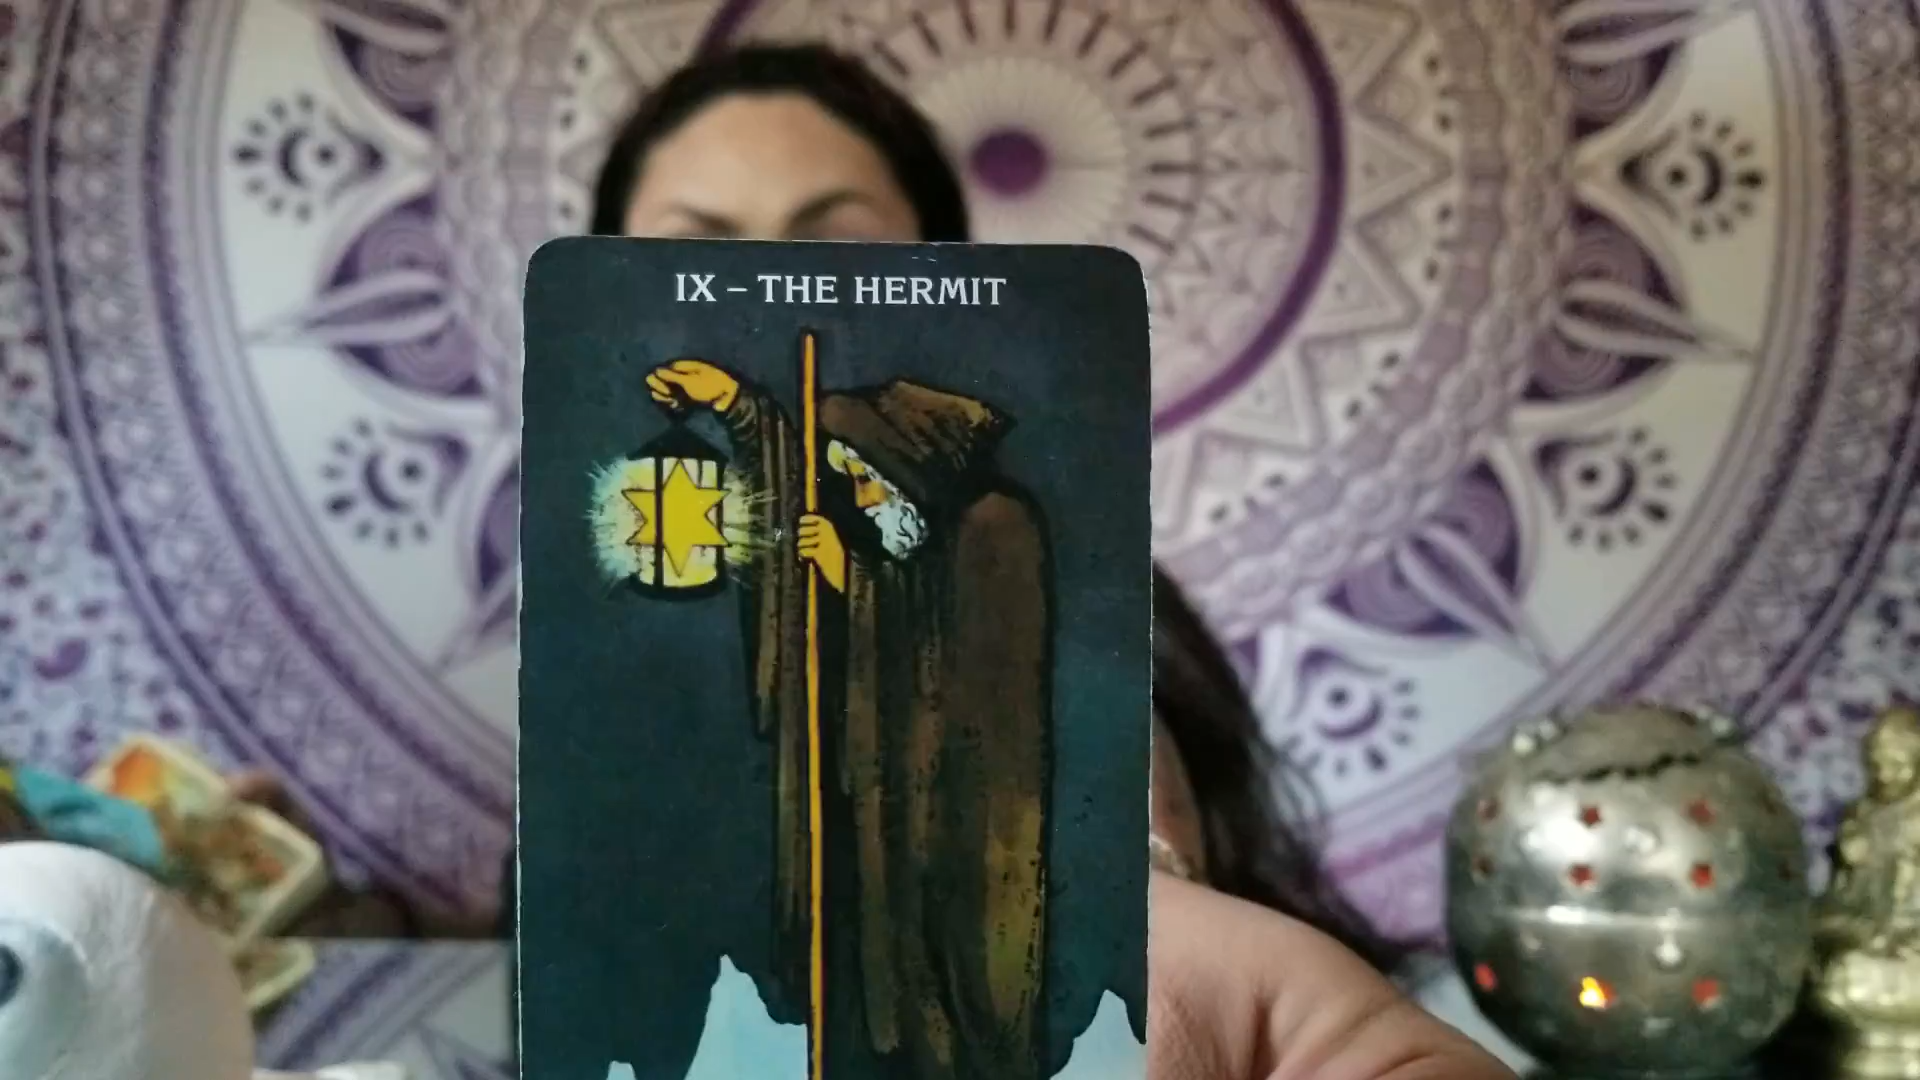 IX – THE HERMIT